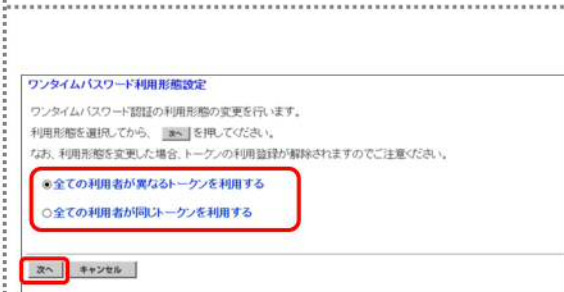 ワンタイムパスワード利用形態設定
ワンタイムパスワード認証の利用形態の変更を行います。
利用形態を選択してから、 次へ を押してください。
なお、利用形態を変更した場合、トークンの利用登録が解除されますのでご注意ください。
全ての利用者が異なるトークンを利用する
全ての利用者が同じトークンを利用する
次へ キャンセル